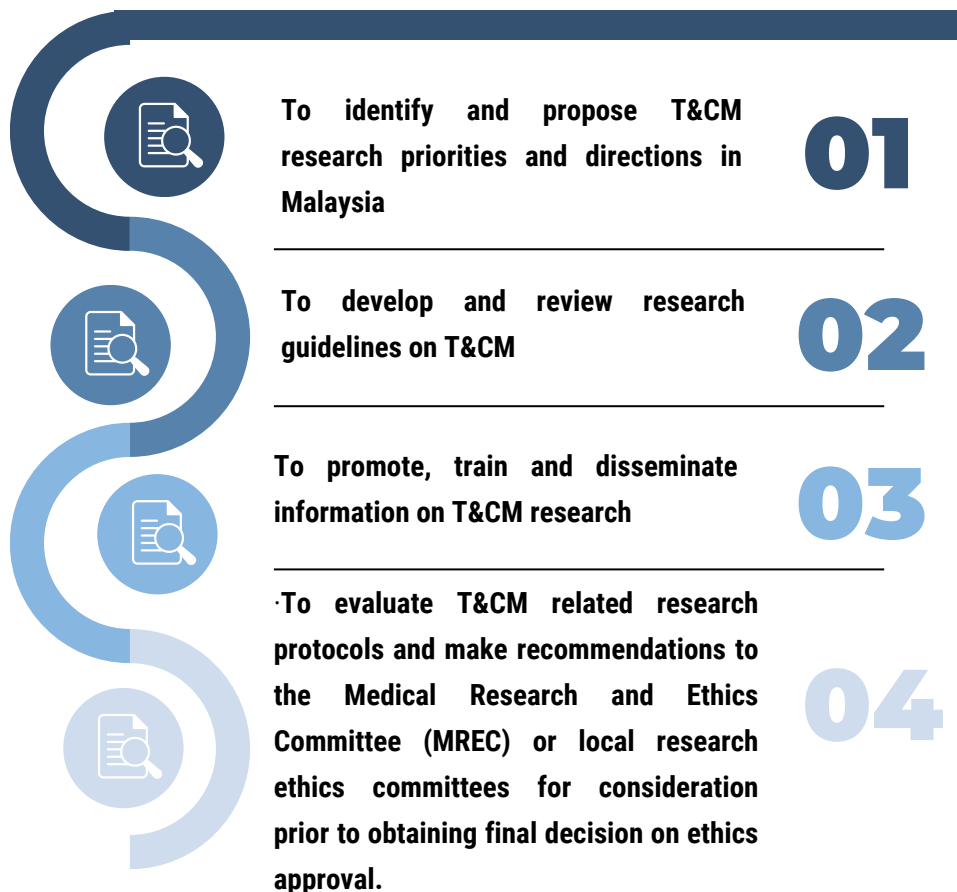 To identify and propose T&CM
research priorities and directions in
Malaysia
01
To develop and review research
guidelines on T&CM
02
To promote, train and disseminate
information on T&CM research
03
·To evaluate T&CM related research
protocols and make recommendations to
the Medical Research and Ethics
Committee (MREC) or local research
ethics committees for consideration
prior to obtaining final decision on ethics
approval.
04